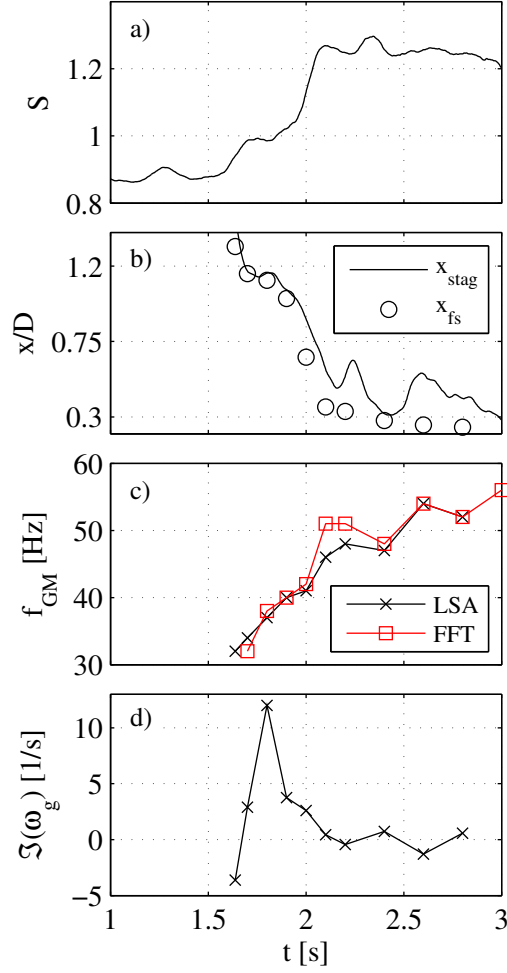 a)
1.2
1
0.8
S
b)
1.2
0.75
0.3
x/D
x_stag
x_fs
c)
60
50
40
30
f_GM [Hz]
LSA
FFT
d)
10
5
0
−5
ℑ(ω_g) [1/s]
1 1.5 2 2.5 3
t [s]